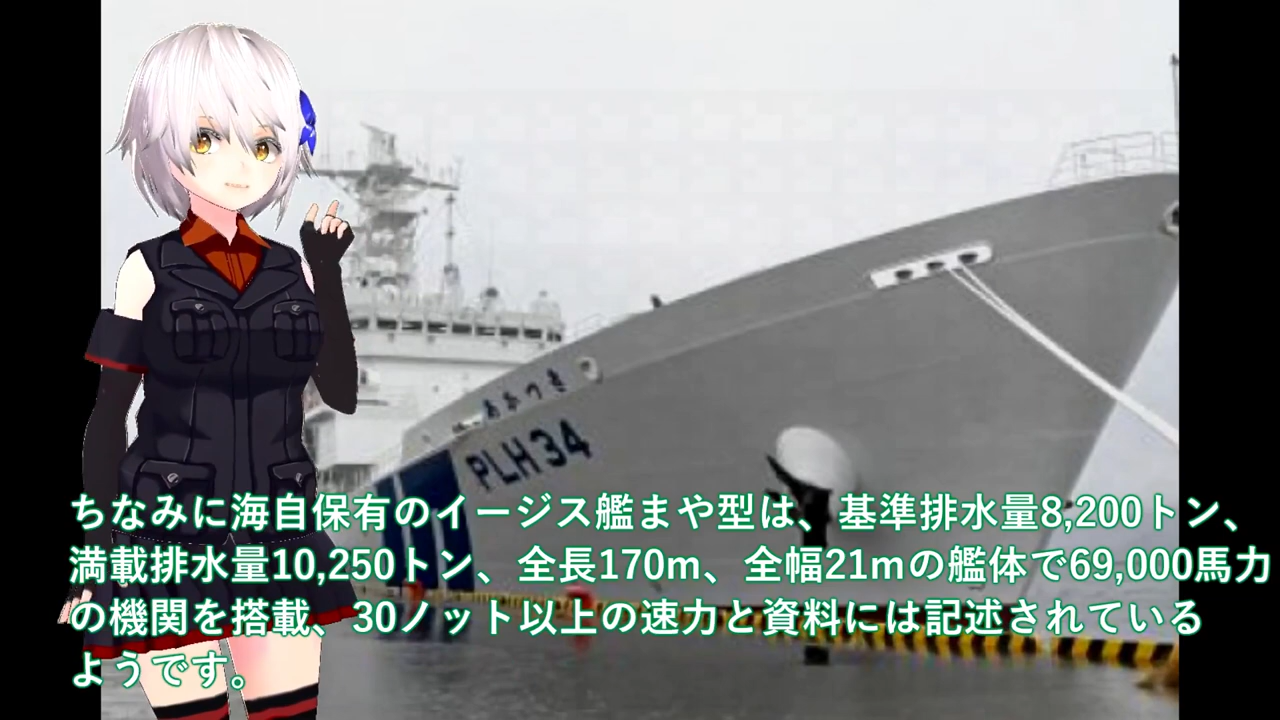 あかつき
PLH34
ちなみに海自保有のイージス艦まや型は、基準排水量8,200トン、
満載排水量10,250トン、全長170m、全幅21mの艦体で69,000馬力
の機関を搭載、30ノット以上の速力と資料には記述されている
ようです。